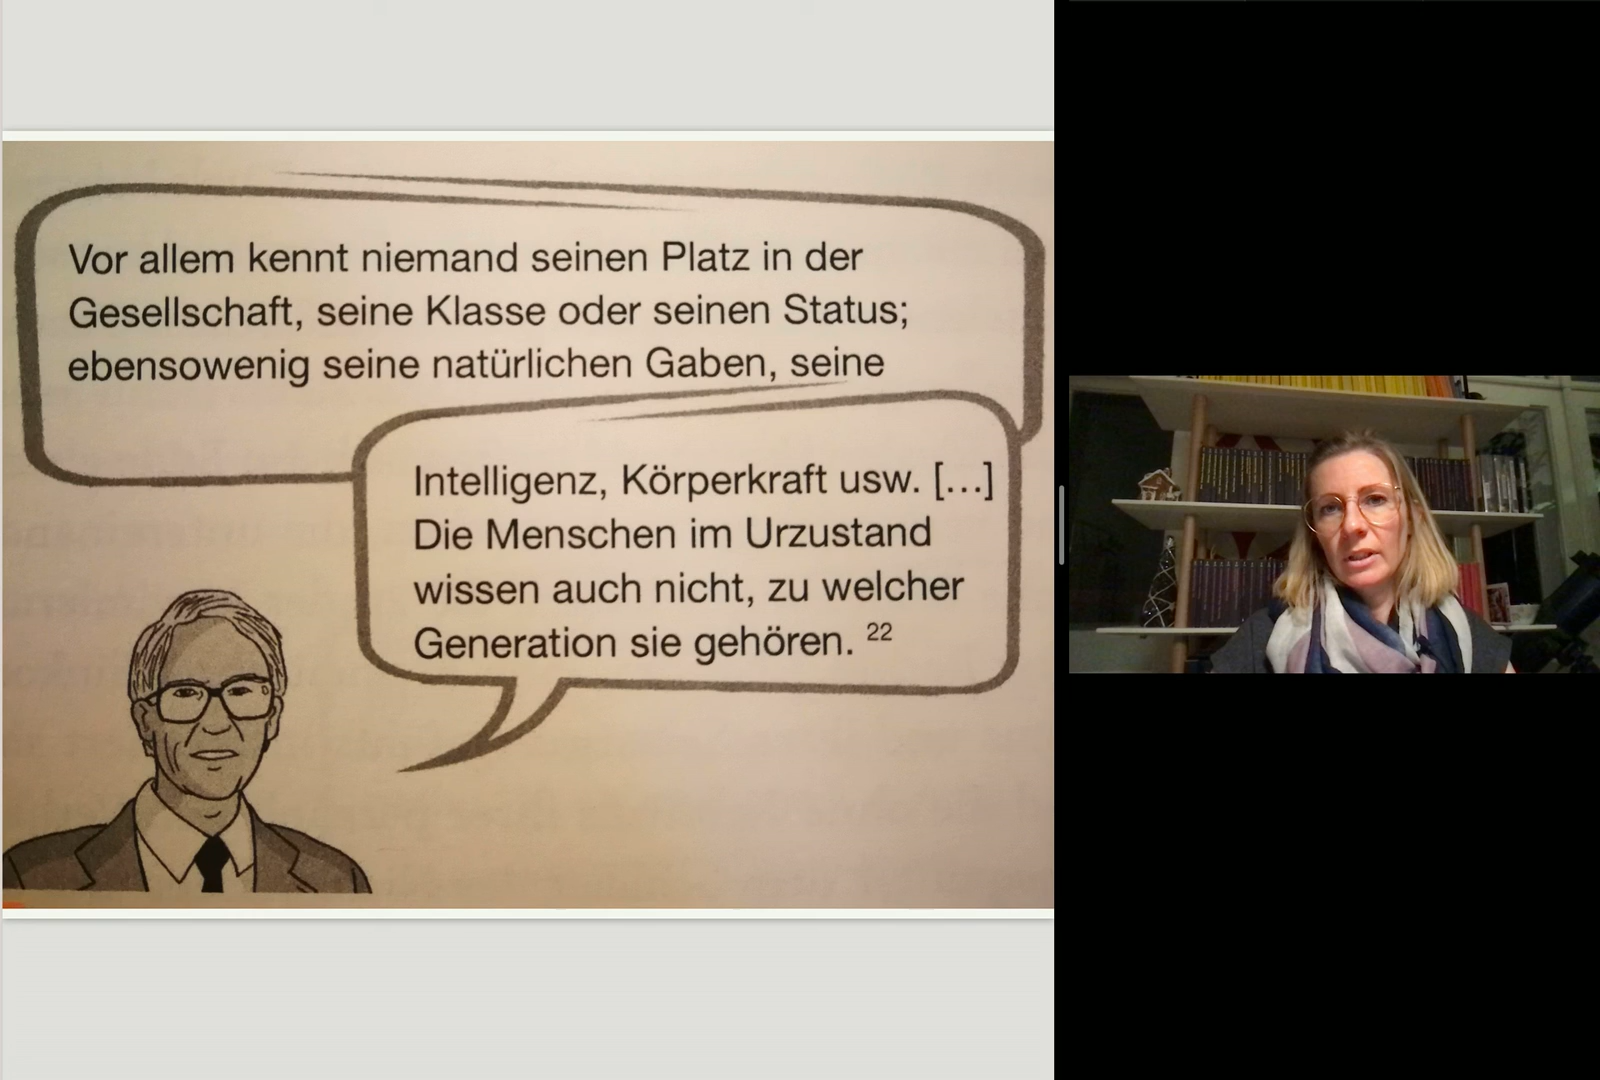 Vor allem kennt niemand seinen Platz in der
Gesellschaft, seine Klasse oder seinen Status;
ebensowenig seine natürlichen Gaben, seine
Intelligenz, Körperkraft usw. [...]
Die Menschen im Urzustand
wissen auch nicht, zu welcher
Generation sie gehören. 22